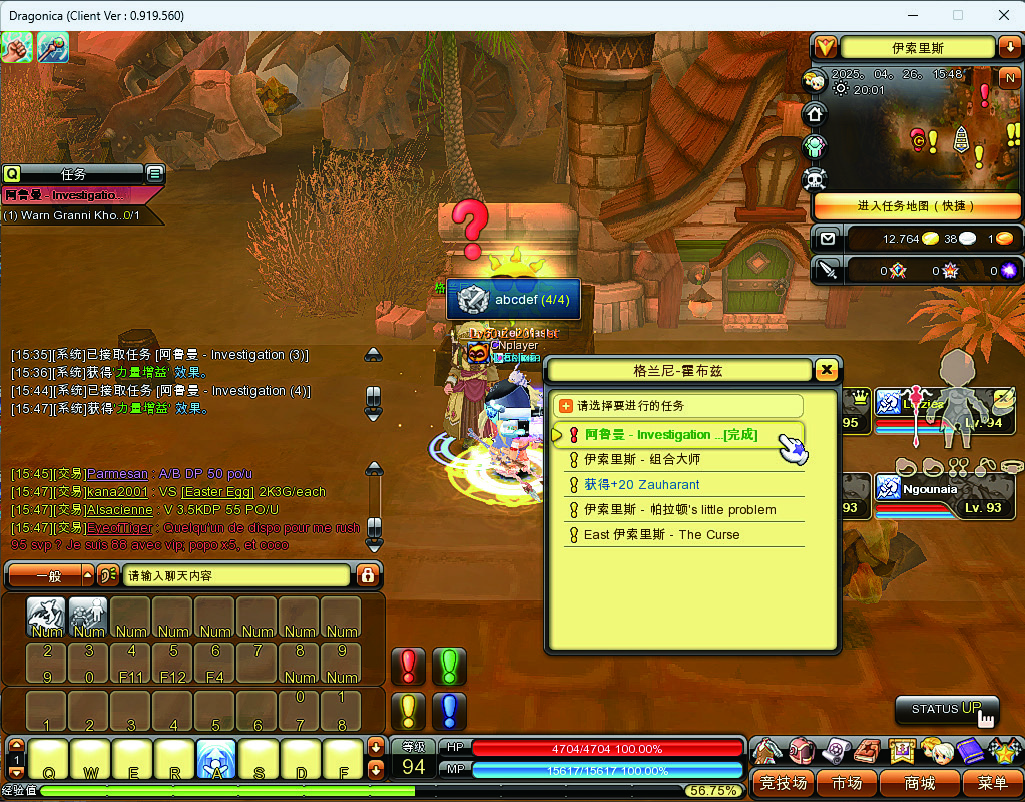 Dragonica (Client Ver : 0.919.560)
伊索里斯
2025。04。26。15:48
N
20:01
Q
任务
阿鲁曼 - Investigatio...
(1) Warn Granni Kho...0/1
进入任务地图 ( 快捷 )
12.764
38
1
0
0
0
格
abcdef (4/4)
CNplayer
格兰尼-霍布兹
请选择要进行的任务
阿鲁曼 - Investigation ...[完成]
伊索里斯 - 组合大师
获得+20 Zauharant
伊索里斯 - 帕拉顿's little problem
East 伊索里斯 - The Curse
95
Lv. 94
93
Ngounaia
Lv. 93
[15:35][系统]已接取任务 [阿鲁曼 - Investigation (3)]
[15:36][系统]获得'力量增益' 效果。
[15:44][系统]已接取任务 [阿鲁曼 - Investigation (4)]
[15:47][系统]获得'力量增益' 效果。
[15:45][交易]Parmesan : A/B DP 50 po/u
[15:47][交易]kana2001 : VS [Easter Egg] 2K3G/each
[15:47][交易]Alsacienne : V 3.5KDP 55 PO/U
[15:47][交易]EveofTiger : Quelqu'un de dispo pour me rush
95 svp ? Je suis 86 avec vip, popo x5, et coco
一般
请输入聊天内容
Num Num Num Num Num Num Num Num
2 3 4 5 6 7 8 9
9 0 F11 F12 F4 Num Num
0 1
1 2 3 4 5 6 7 8
STATUS UP
1
Q W E R A S D F
等级
94
HP
4704/4704 100.00%
MP
15617/15617 100.00%
竞技场
市场
商城
菜单
经验值
56.75%